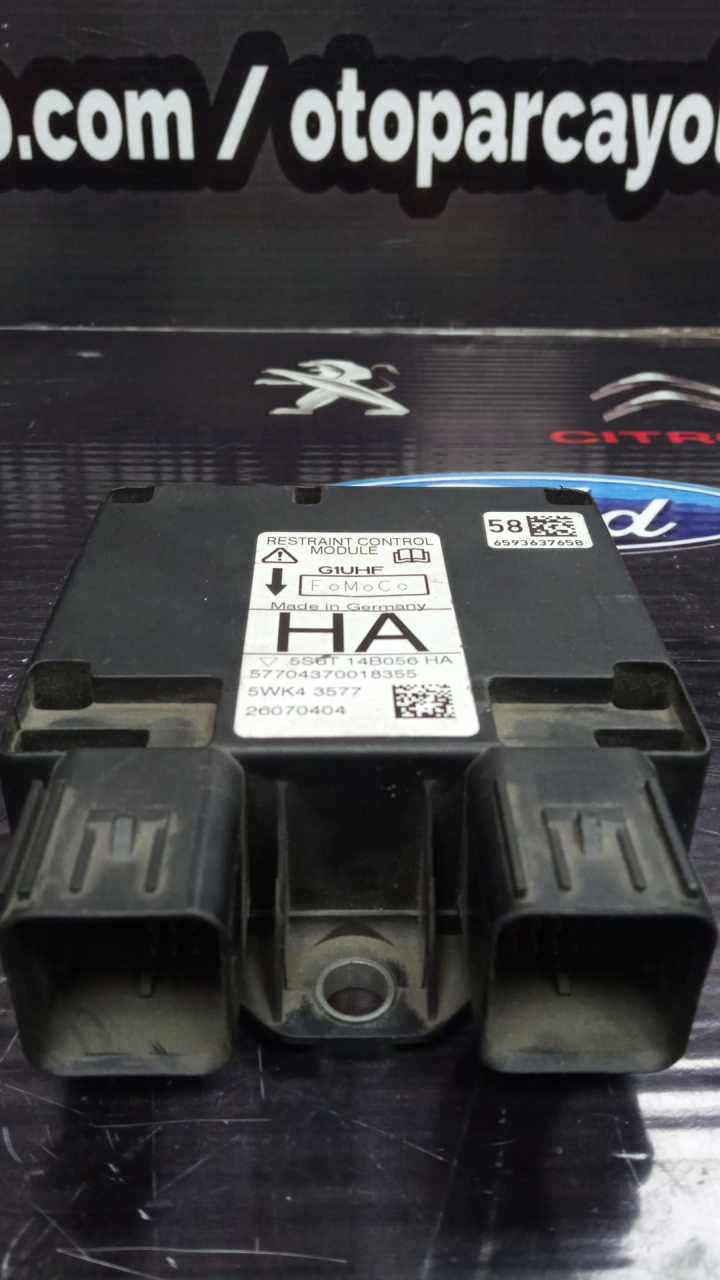 .com / otoparcayo
CITRO
58
6593637658
RESTRAINT CONTROL
MODULE
G1UHF
FoMoCo
Made in Germany
HA
5S6T 14B056 HA
57704370018355
5WK4 3577
26070404